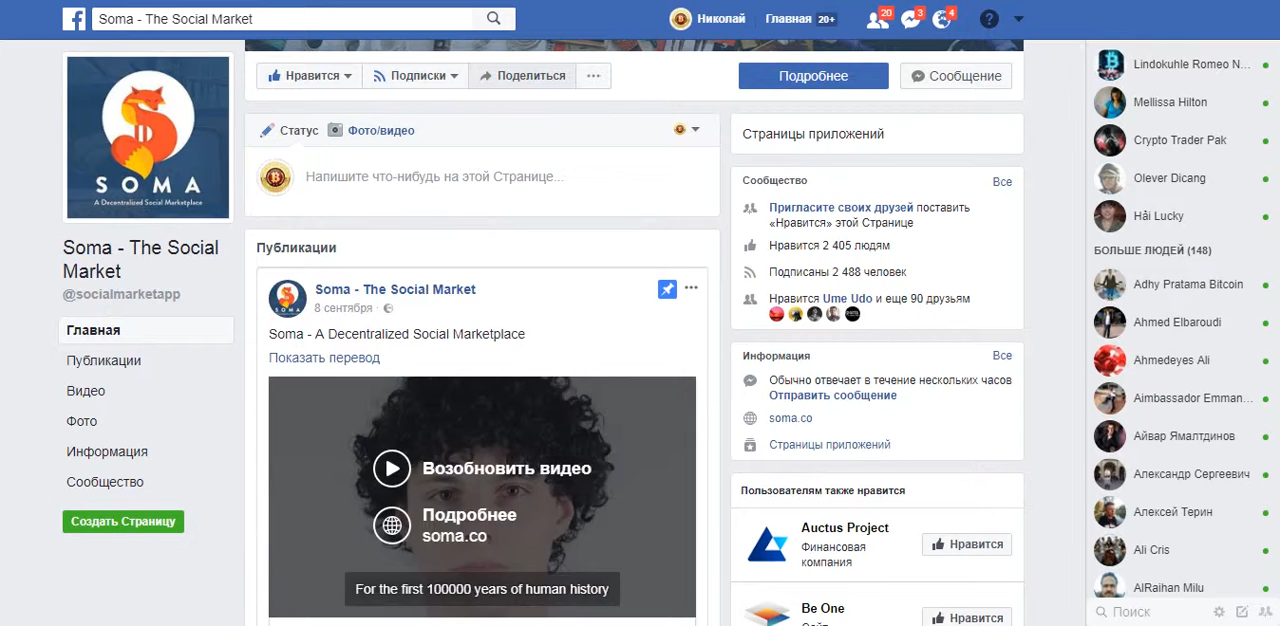 Soma - The Social Market
Николай
Главная 20+
20
3
4
?
SOMA
A Decentralized Social Marketplace
Soma - The Social
Market
@socialmarketapp
Главная
Публикации
Видео
Фото
Информация
Сообщество
Создать Страницу
Нравится
Подписки
Поделиться
Подробнее
Сообщение
Статус
Фото/видео
Напишите что-нибудь на этой Странице...
Публикации
Soma - The Social Market
8 сентября
Soma - A Decentralized Social Marketplace
Показать перевод
Возобновить видео
Подробнее
soma.co
For the first 100000 years of human history
Страницы приложений
Сообщество
Все
Пригласите своих друзей поставить
«Нравится» этой Странице
Нравится 2 405 людям
Подписаны 2 488 человек
Нравится Ume Udo и еще 90 друзьям
Информация
Все
Обычно отвечает в течение нескольких часов
Отправить сообщение
soma.co
Страницы приложений
Пользователям также нравится
Auctus Project
Финансовая
компания
Нравится
Be One
Нравится
Lindokuhle Romeo N...
Mellissa Hilton
Crypto Trader Pak
Olever Dicang
Hải Lucky
БОЛЬШЕ ЛЮДЕЙ (148)
Adhy Pratama Bitcoin
Ahmed Elbaroudi
Ahmedeyes Ali
Aimbassador Emman...
Айвар Ямалтдинов
Александр Сергеевич
Алексей Терин
Ali Cris
AlRaihan Milu
Поиск